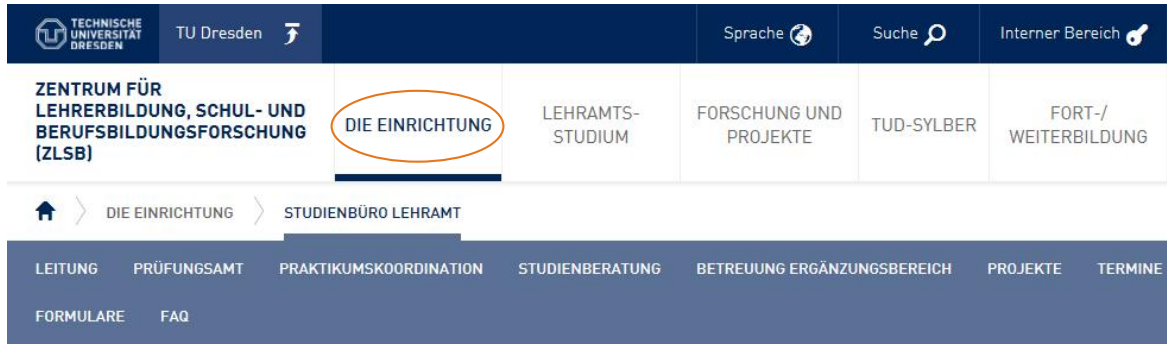 TECHNISCHE
UNIVERSITÄT
DRESDEN
TU Dresden
Sprache
Suche
Interner Bereich
ZENTRUM FÜR
LEHRERBILDUNG, SCHUL- UND
BERUFSBILDUNGSFORSCHUNG
(ZLSB)
DIE EINRICHTUNG
LEHRAMTS-
STUDIUM
FORSCHUNG UND
PROJEKTE
TUD-SYLBER
FORT-/
WEITERBILDUNG
DIE EINRICHTUNG
STUDIENBÜRO LEHRAMT
LEITUNG PRÜFUNGSAMT PRAKTIKUMSKOORDINATION STUDIENBERATUNG BETREUUNG ERGÄNZUNGSBEREICH PROJEKTE TERMINE
FORMULARE FAQ